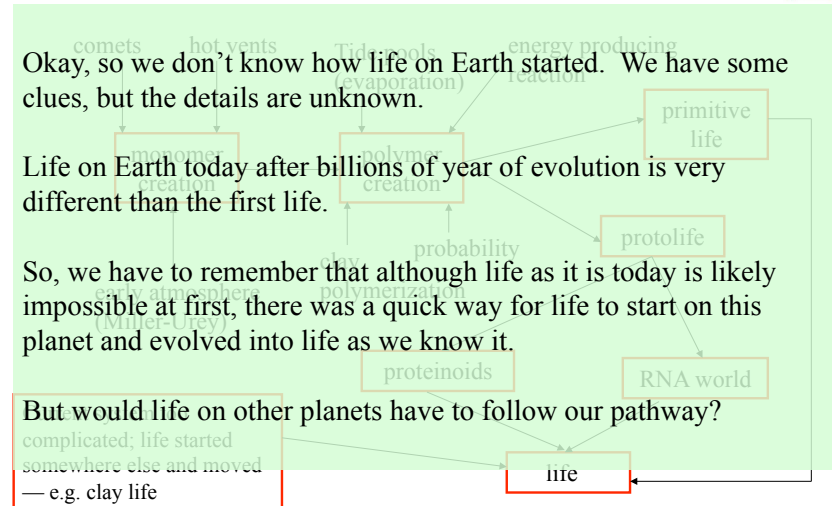 comets
hot vents
Tide pools
(evaporation)
energy producing
reaction
Okay, so we don't know how life on Earth started. We have some
clues, but the details are unknown.
primitive
life
monomer
creation
polymer
creation
Life on Earth today after billions of year of evolution is very
different than the first life.
protolife
probability
clay
polymerization
early atmosphere
(Miller-Urey)
So, we have to remember that although life as it is today is likely
impossible at first, there was a quick way for life to start on this
planet and evolved into life as we know it.
proteinoids
RNA world
But would life on other planets have to follow our pathway?
complicated; life started
somewhere else and moved
— e.g. clay life
life